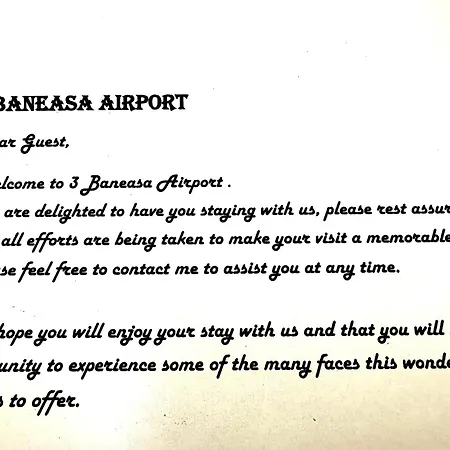 BANEASA AIRPORT
ar Guest,
elcome to 3 Baneasa Airport .
are delighted to have you staying with us, please rest assur
all efforts are being taken to make your visit a memorable
se feel free to contact me to assist you at any time.
hope you will enjoy your stay with us and that you will
unity to experience some of the many faces this wonde
s to offer.